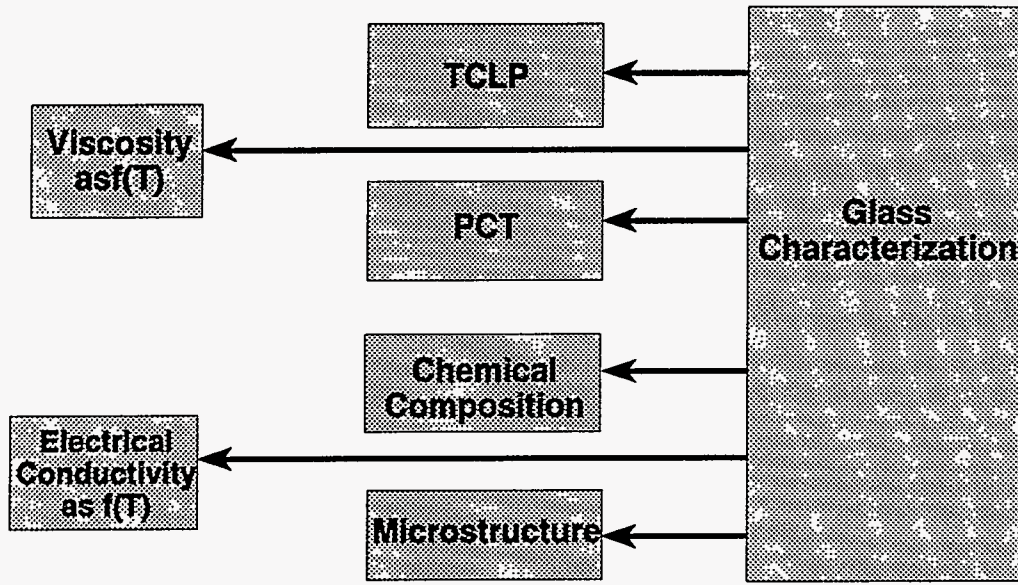 TCLP
Viscosity
asf(T)
PCT
Glass
Characterization
Chemical
Composition
Electrical
Conductivity
as f(T)
Microstructure